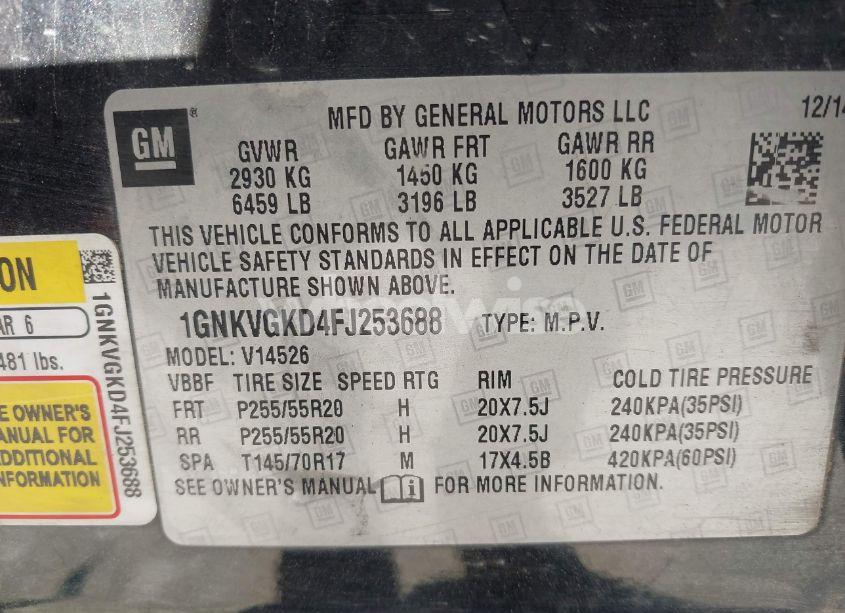 GM
®
MFD BY GENERAL MOTORS LLC
12/14
GVWR GAWR FRT GAWR RR
2930 KG 1450 KG 1600 KG
6459 LB 3196 LB 3527 LB
THIS VEHICLE CONFORMS TO ALL APPLICABLE U.S. FEDERAL MOTOR
VEHICLE SAFETY STANDARDS IN EFFECT ON THE DATE OF
MANUFACTURE SHOWN ABOVE.
1GNKVGKD4FJ253688 TYPE: M.P.V.
MODEL: V14526
VBBF TIRE SIZE SPEED RTG RIM COLD TIRE PRESSURE
FRT P255/55R20 H 20X7.5J 240KPA(35PSI)
RR P255/55R20 H 20X7.5J 240KPA(35PSI)
SPA T145/70R17 M 17X4.5B 420KPA(60PSI)
SEE OWNER'S MANUAL FOR MORE INFORMATION.
ON
AR 6
481 lbs.
E OWNER'S
ANUAL FOR
DDITIONAL
INFORMATION
1GNKVGKD4FJ253688